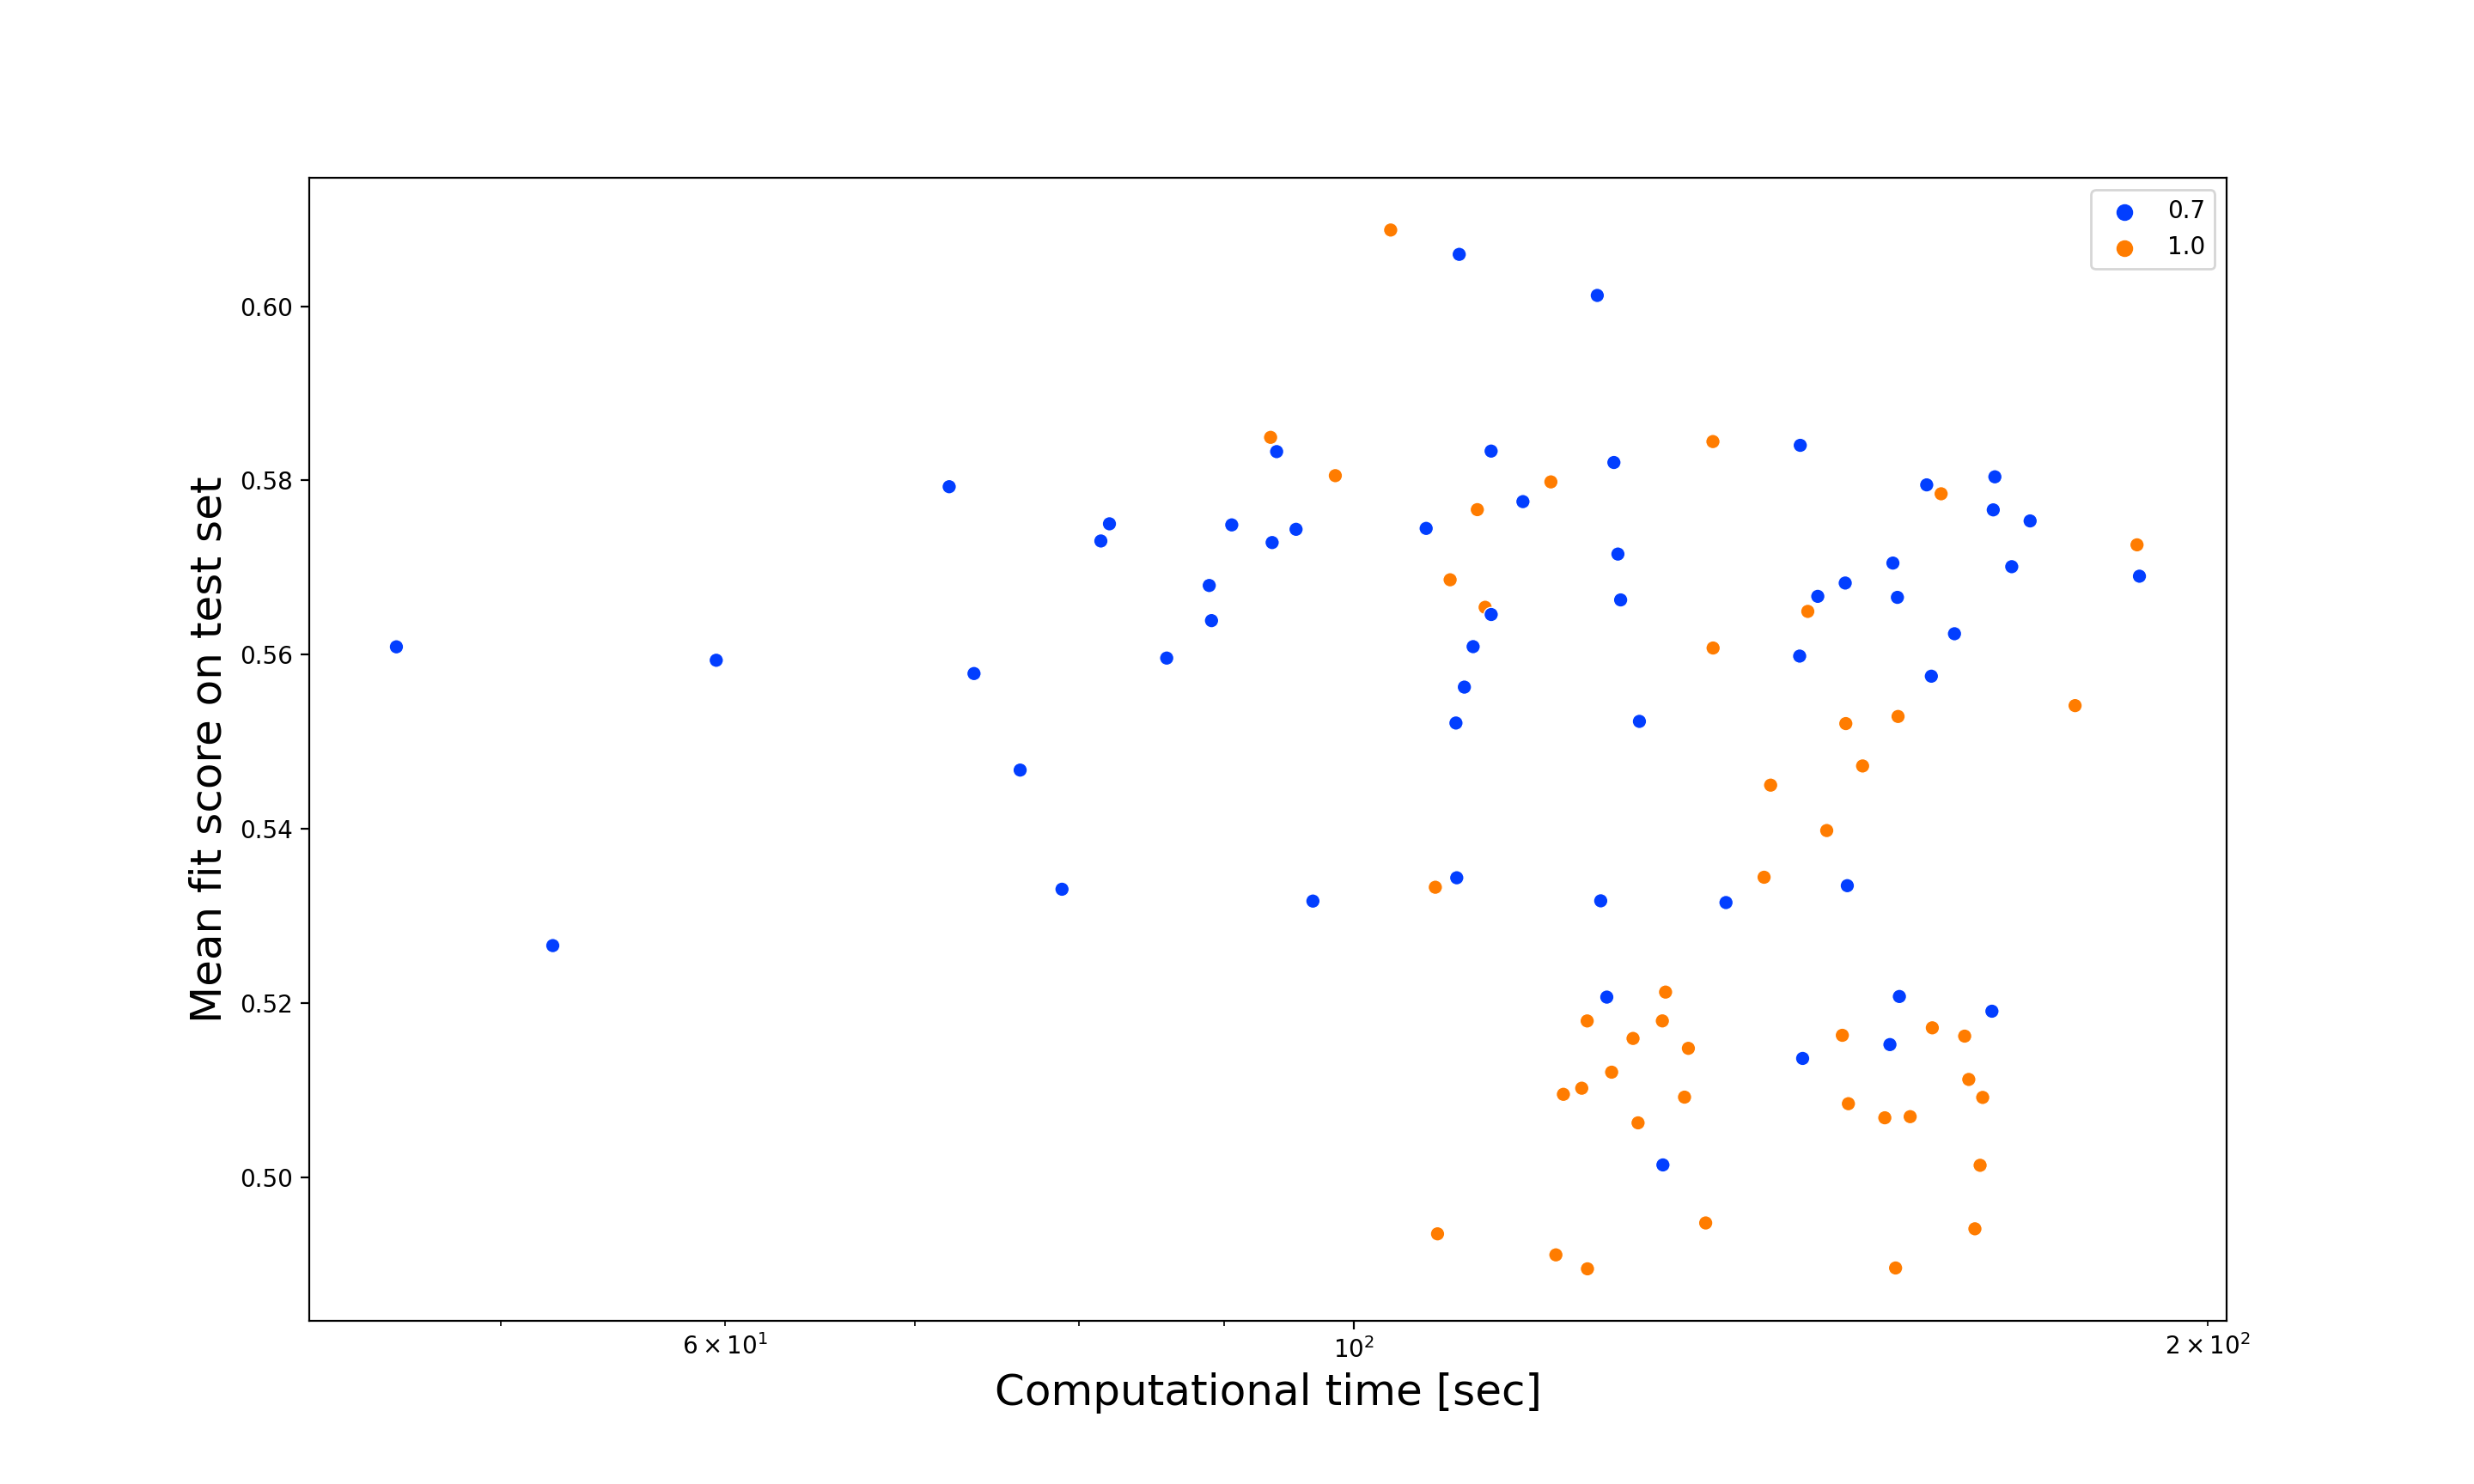 0.7
1.0
0.60
0.58
0.56
0.54
0.52
0.50
Mean fit score on test set
6 × 10¹
10²
2 × 10²
Computational time [sec]